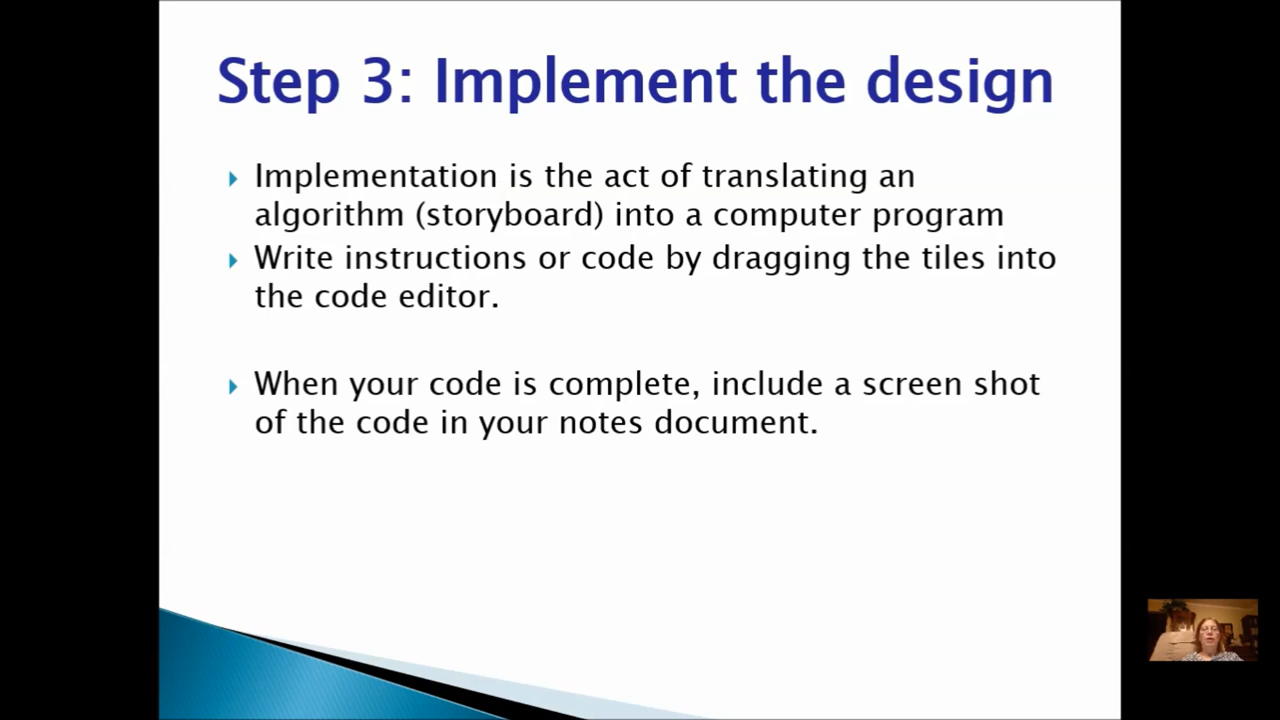 Step 3: Implement the design
Implementation is the act of translating an
algorithm (storyboard) into a computer program
Write instructions or code by dragging the tiles into
the code editor.
When your code is complete, include a screen shot
of the code in your notes document.